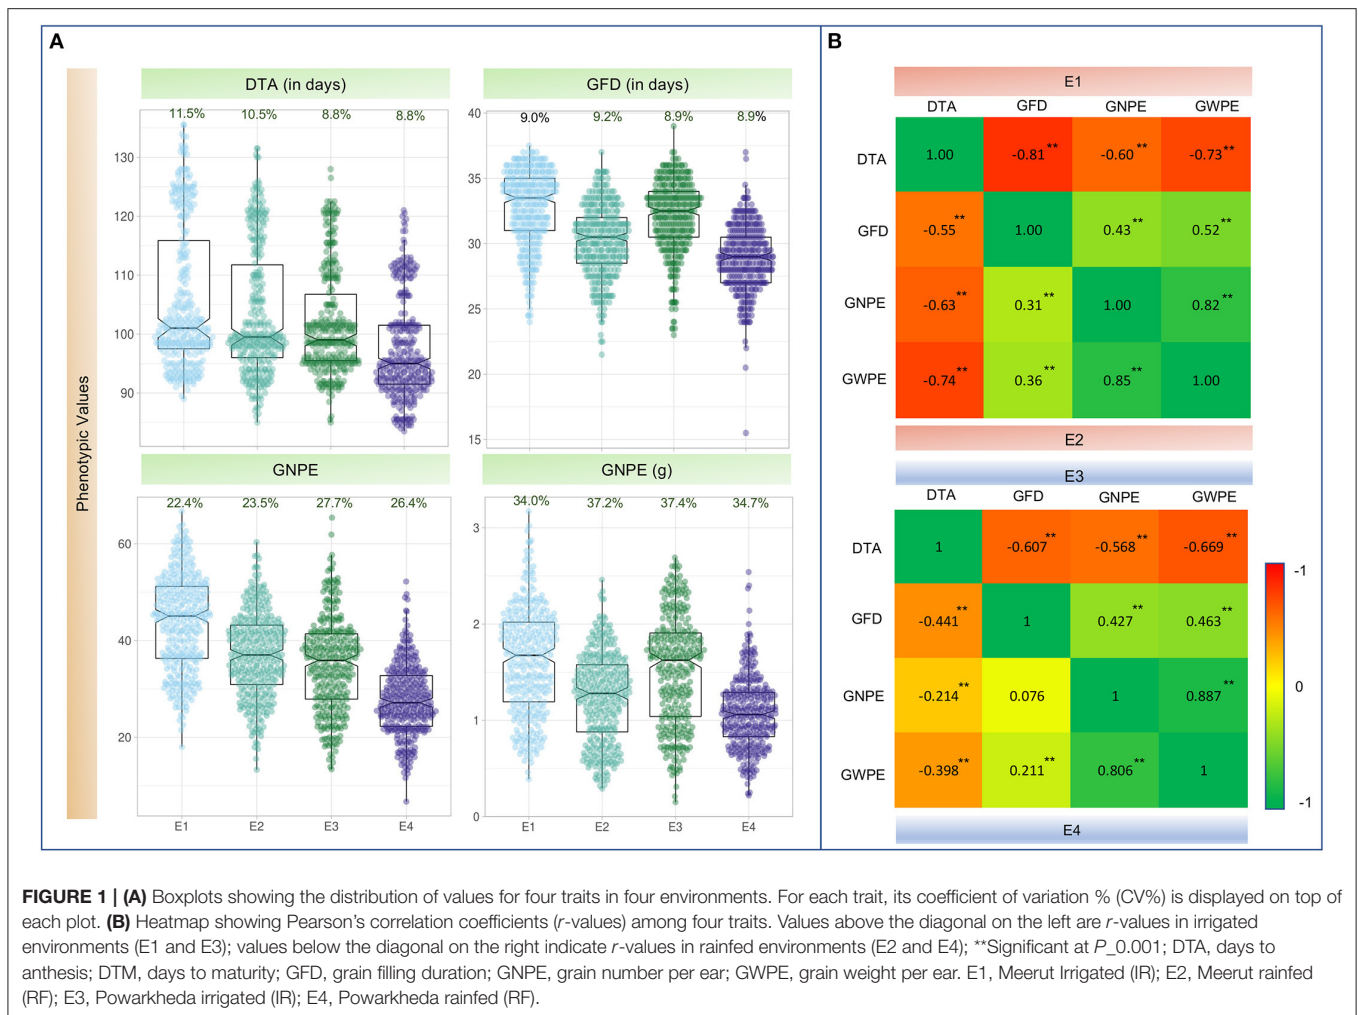 A
B
DTA (in days)
GFD (in days)
11.5% 10.5% 8.8% 8.8%
130
120
110
100
90
9.0% 9.2% 8.9% 8.9%
40
35
30
25
20
15
Phenotypic Values
GNPE
GNPE (g)
22.4% 23.5% 27.7% 26.4%
60
40
20
E1 E2 E3 E4
34.0% 37.2% 37.4% 34.7%
3
2
1
0
E1 E2 E3 E4
E1
DTA GFD GNPE GWPE
DTA 1.00 -0.81** -0.60** -0.73**
GFD -0.55** 1.00 0.43** 0.52**
GNPE -0.63** 0.31** 1.00 0.82**
GWPE -0.74** 0.36** 0.85** 1.00
E2
E3
DTA GFD GNPE GWPE
DTA 1 -0.607** -0.568** -0.669**
GFD -0.441** 1 0.427** 0.463**
GNPE -0.214** 0.076 1 0.887**
GWPE -0.398** 0.211** 0.806** 1
E4
-1
0
-1
FIGURE 1 | (A) Boxplots showing the distribution of values for four traits in four environments. For each trait, its coefficient of variation % (CV%) is displayed on top of
each plot. (B) Heatmap showing Pearson's correlation coefficients (r-values) among four traits. Values above the diagonal on the left are r-values in irrigated
environments (E1 and E3); values below the diagonal on the right indicate r-values in rainfed environments (E2 and E4); **Significant at P_0.001; DTA, days to
anthesis; DTM, days to maturity; GFD, grain filling duration; GNPE, grain number per ear; GWPE, grain weight per ear. E1, Meerut Irrigated (IR); E2, Meerut rainfed
(RF); E3, Powarkheda irrigated (IR); E4, Powarkheda rainfed (RF).